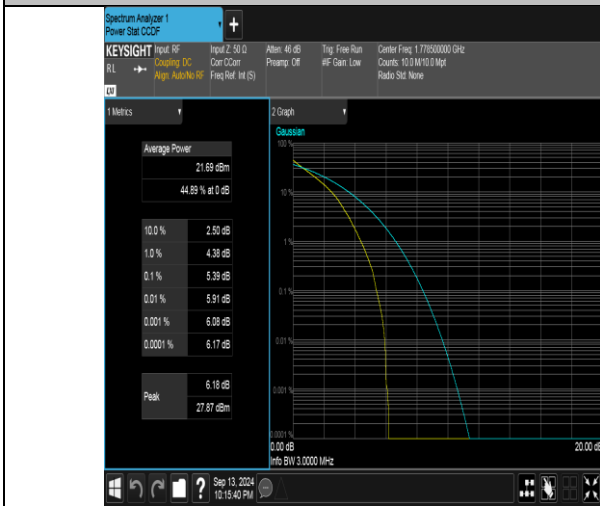 Spectrum Analyzer 1
Power Stat CCDF
KEYSIGHT Input: RF Input Z: 50 Ω Atten: 46 dB Trig: Free Run Center Freq: 1.778500000 GHz
RL Coupling: DC Corr CCorr Preamp: Off #IF Gain: Low Counts: 10.0 M/10.0 Mpt
Align: Auto/No RF Freq Ref: Int (S) Radio Std: None
1 Metrics
2 Graph
Average Power
21.69 dBm
44.89 % at 0 dB
10.0 % 2.50 dB
1.0 % 4.38 dB
0.1 % 5.39 dB
0.01 % 5.91 dB
0.001 % 6.08 dB
0.0001 % 6.17 dB
Peak 6.18 dB
27.87 dBm
Gaussian
100 %
10 %
1 %
0.1 %
0.01 %
0.001 %
0.0001 %
0.00 dB 20.00 dB
Info BW 3.0000 MHz
Sep 13, 2024
10:15:40 PM